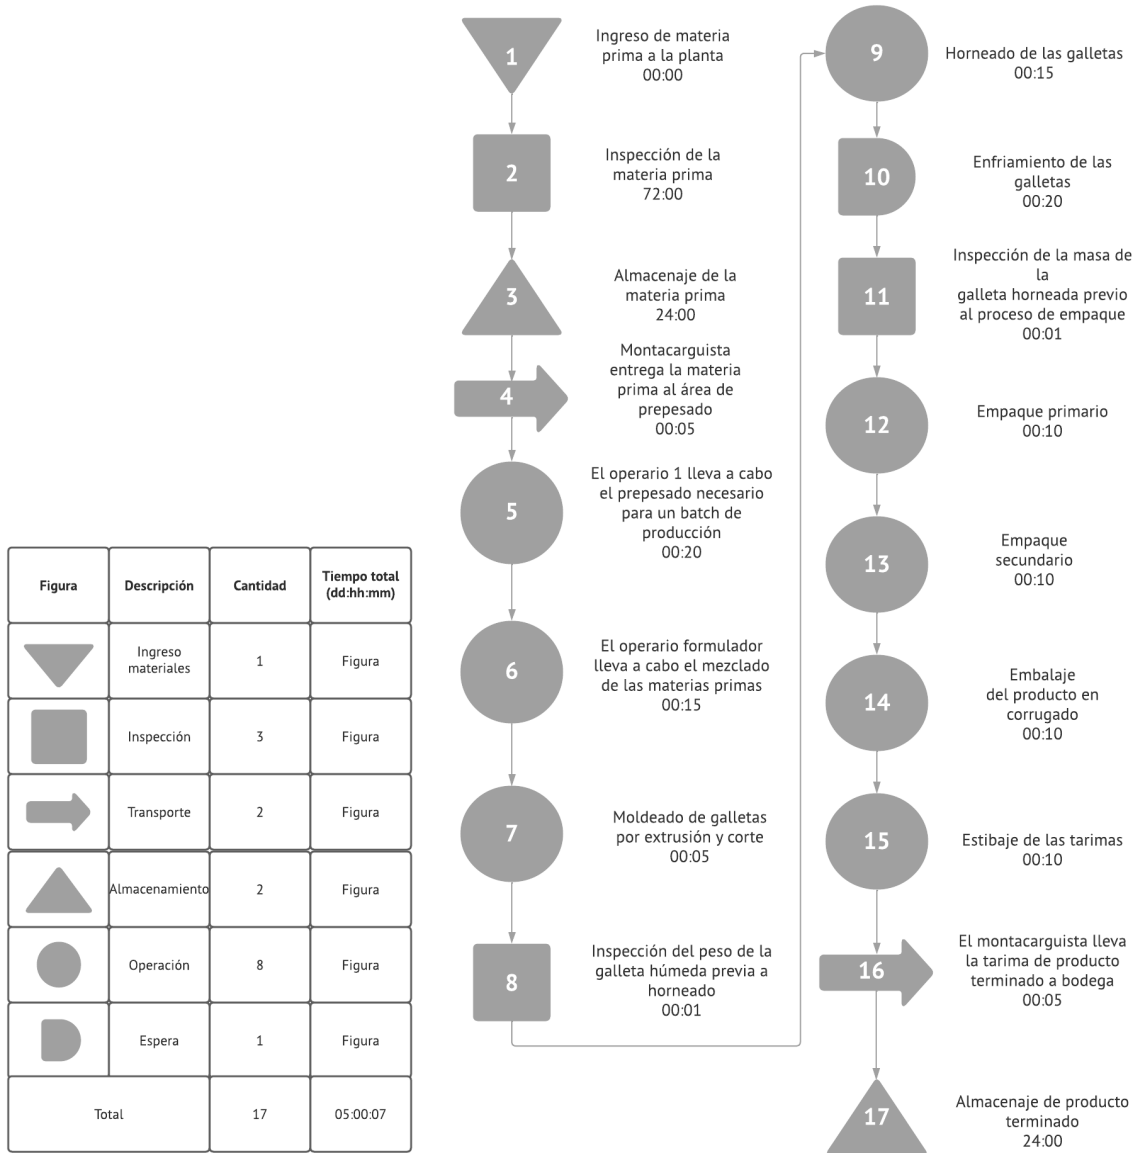 1
Ingreso de materia
prima a la planta
00:00
2
Inspección de la
materia prima
72:00
3
Almacenaje de la
materia prima
24:00
4
Montacarguista
entrega la materia
prima al área de
prepesado
00:05
5
El operario 1 lleva a cabo
el prepesado necesario
para un batch de
producción
00:20
6
El operario formulador
lleva a cabo el mezclado
de las materias primas
00:15
7
Moldeado de galletas
por extrusión y corte
00:05
8
Inspección del peso de la
galleta húmeda previa a
horneado
00:01
9
Horneado de las galletas
00:15
10
Enfriamiento de las
galletas
00:20
11
Inspección de la masa de
la
galleta horneada previo
al proceso de empaque
00:01
12
Empaque primario
00:10
13
Empaque
secundario
00:10
14
Embalaje
del producto en
corrugado
00:10
15
Estibaje de las tarimas
00:10
16
El montacarguista lleva
la tarima de producto
terminado a bodega
00:05
17
Almacenaje de producto
terminado
24:00
Figura Descripción Cantidad Tiempo total
(dd:hh:mm)
Ingreso
materiales 1 Figura
Inspección 3 Figura
Transporte 2 Figura
Almacenamiento 2 Figura
Operación 8 Figura
Espera 1 Figura
Total 17 05:00:07